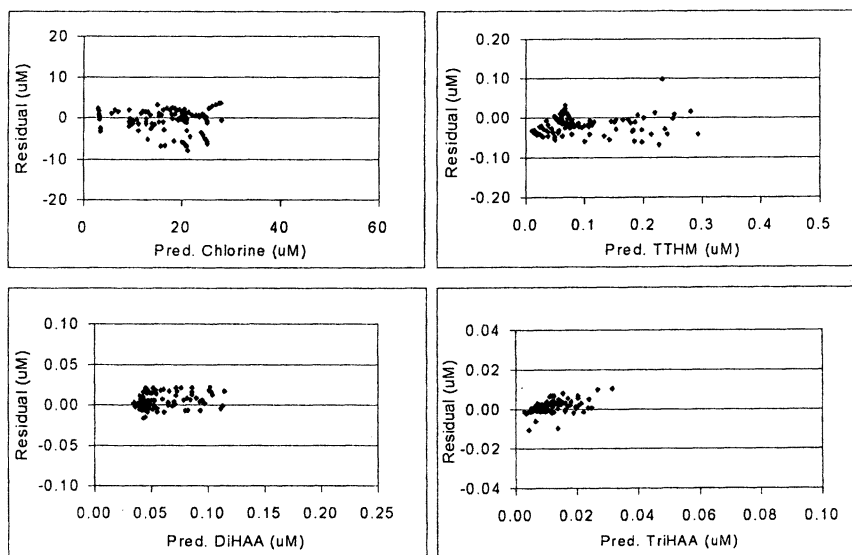 20
10
0
-10
-20
Residual (uM)
0 20 40 60
Pred. Chlorine (uM)
0.20
0.10
0.00
-0.10
-0.20
Residual (uM)
0.0 0.1 0.2 0.3 0.4 0.5
Pred. TTHM (uM)
0.10
0.05
0.00
-0.05
-0.10
Residual (uM)
0.00 0.05 0.10 0.15 0.20 0.25
Pred. DiHAA (uM)
0.04
0.02
0.00
-0.02
-0.04
Residual (uM)
0.00 0.02 0.04 0.06 0.08 0.10
Pred. TriHAA (uM)